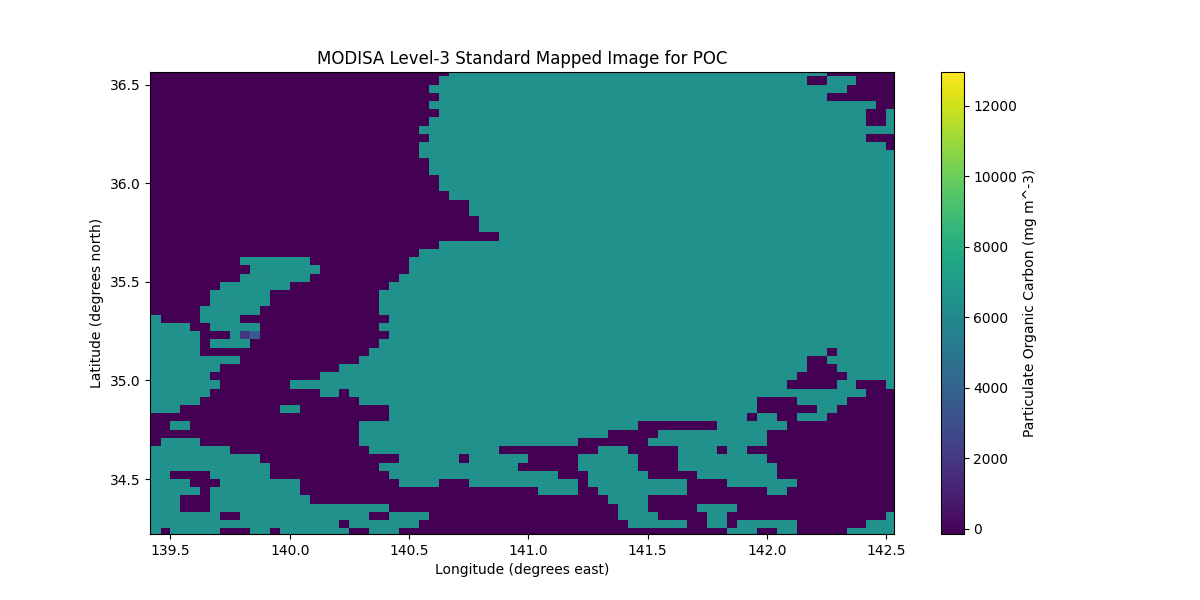 MODISA Level-3 Standard Mapped Image for POC
36.5
36.0
35.5
35.0
34.5
Latitude (degrees north)
139.5 140.0 140.5 141.0 141.5 142.0 142.5
Longitude (degrees east)
12000
10000
8000
6000
4000
2000
0
Particulate Organic Carbon (mg m^-3)